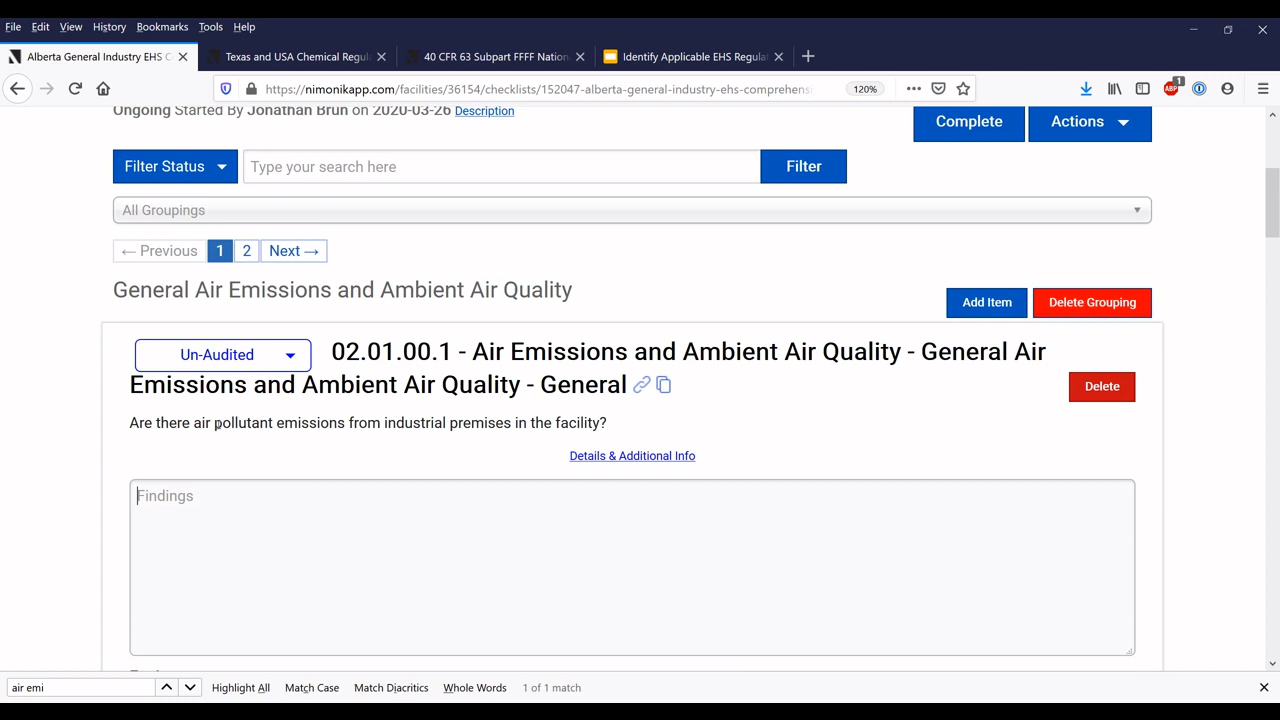 File Edit View History Bookmarks Tools Help
Alberta General Industry EHS C
Texas and USA Chemical Regul
40 CFR 63 Subpart FFFF Nation
Identify Applicable EHS Regulat
https://nimonikapp.com/facilities/36154/checklists/152047-alberta-general-industry-ehs-comprehens
120%
ABP
1
Ongoing Started By Jonathan Brun on 2020-03-26 Description
Complete
Actions
Filter Status
Type your search here
Filter
All Groupings
← Previous 1 2 Next →
General Air Emissions and Ambient Air Quality
Add Item
Delete Grouping
Un-Audited
02.01.00.1 - Air Emissions and Ambient Air Quality - General Air
Emissions and Ambient Air Quality - General
Delete
Are there air pollutant emissions from industrial premises in the facility?
Details & Additional Info
Findings
air emi
Highlight All Match Case Match Diacritics Whole Words 1 of 1 match